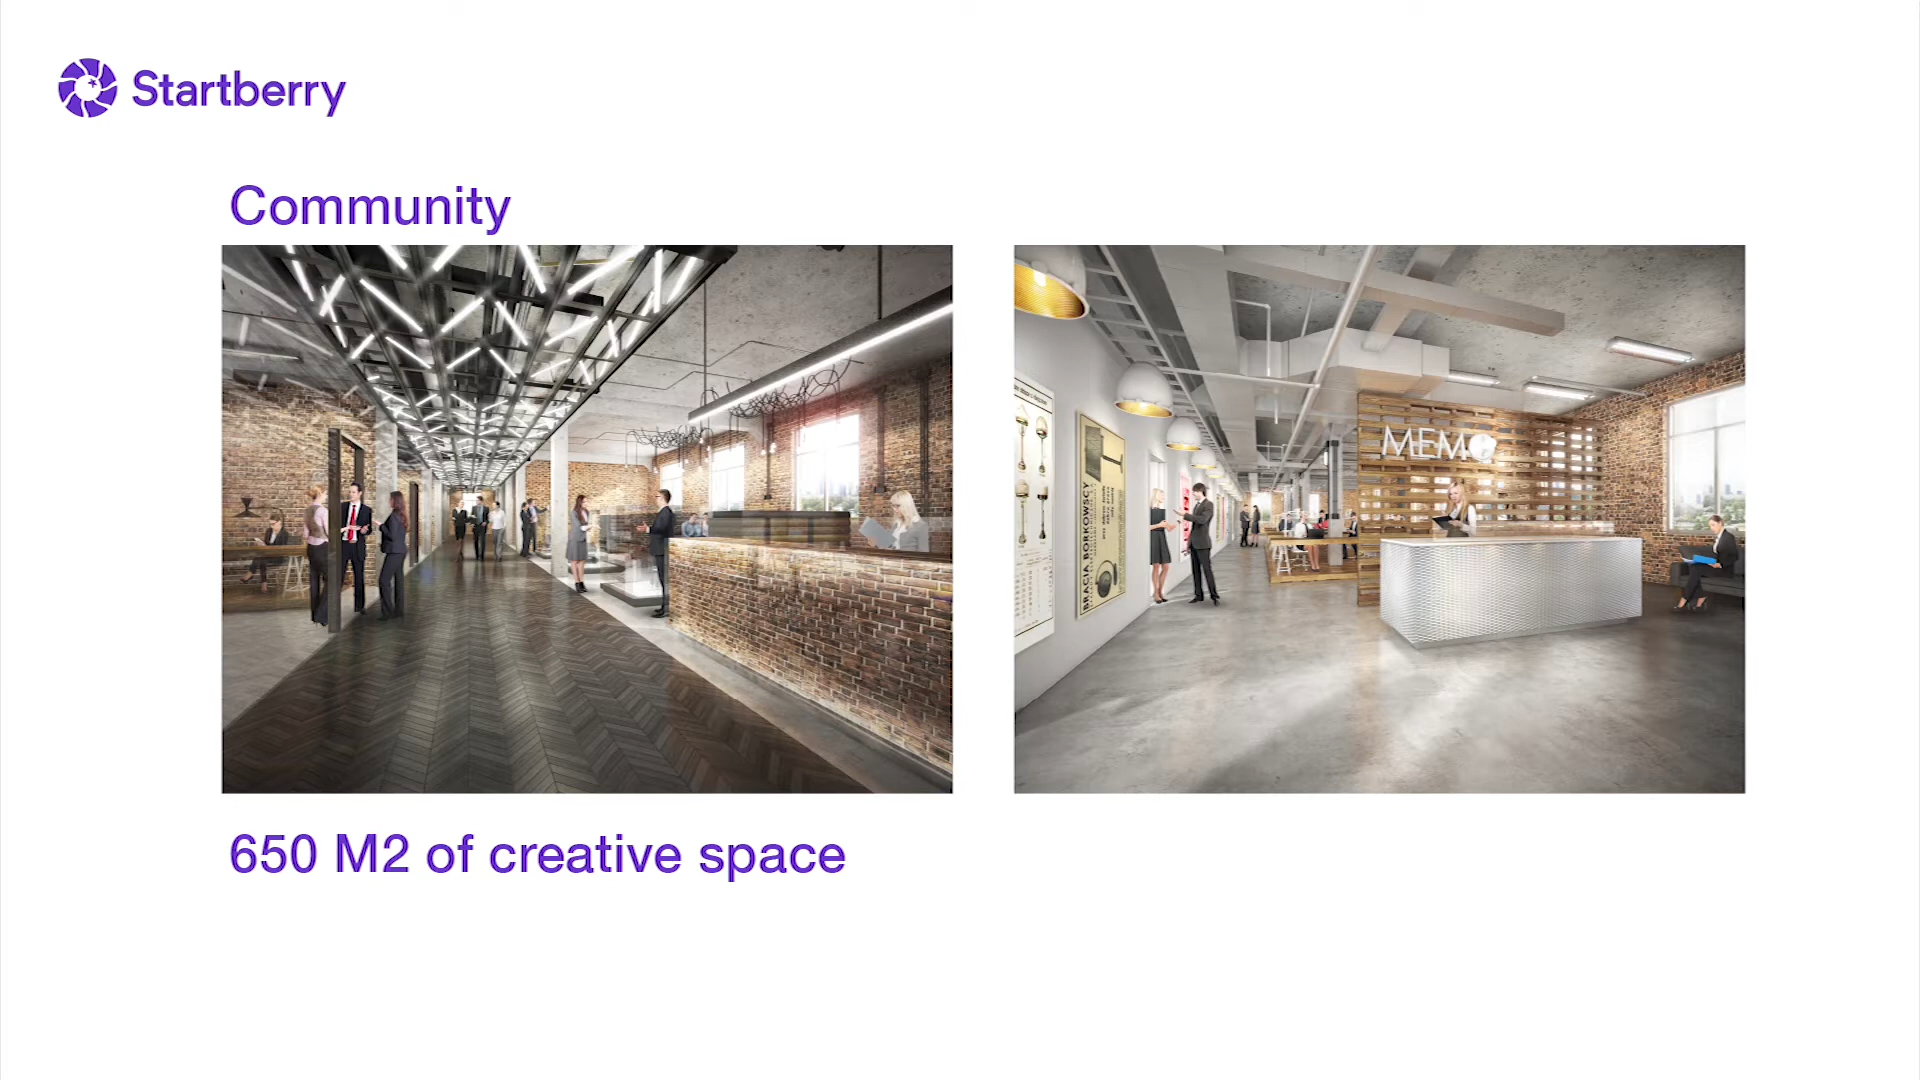 Startberry
Community
MEMO
BRACIA BORKOWSCY
650 M2 of creative space